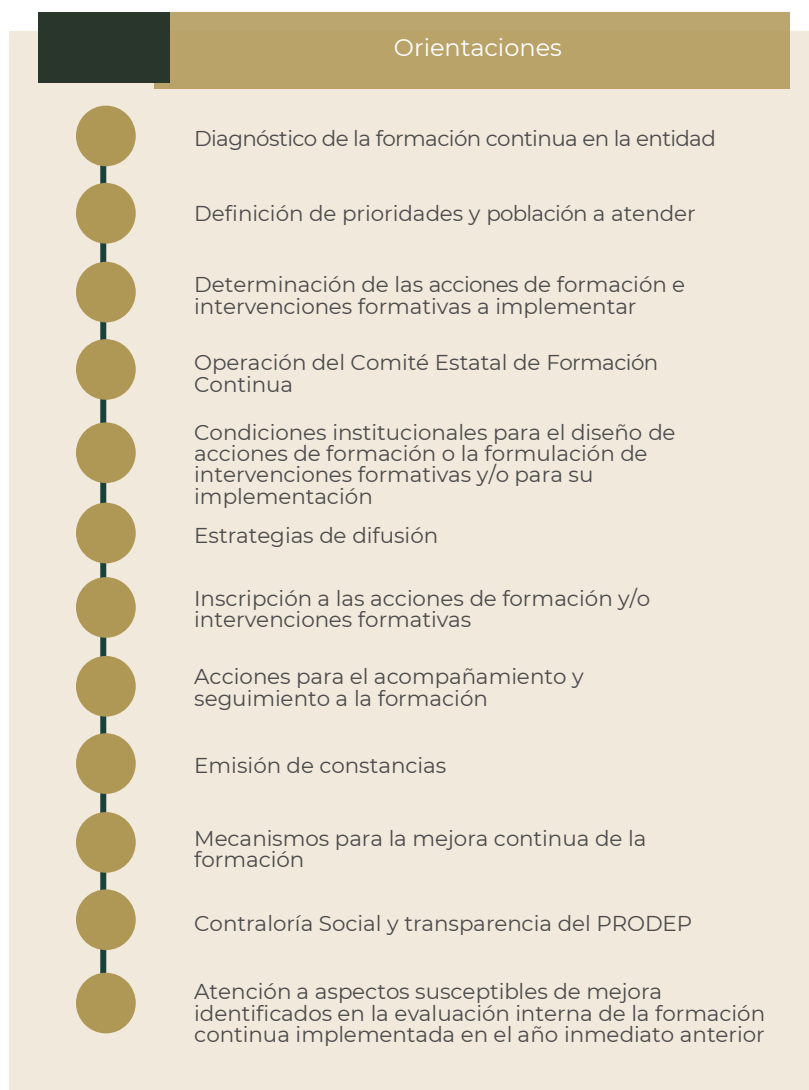 Orientaciones
Diagnóstico de la formación continua en la entidad
Definición de prioridades y población a atender
Determinación de las acciones de formación e
intervenciones formativas a implementar
Operación del Comité Estatal de Formación
Continua
Condiciones institucionales para el diseño de
acciones de formación o la formulación de
intervenciones formativas y/o para su
implementación
Estrategias de difusión
Inscripción a las acciones de formación y/o
intervenciones formativas
Acciones para el acompañamiento y
seguimiento a la formación
Emisión de constancias
Mecanismos para la mejora continua de la
formación
Contraloría Social y transparencia del PRODEP
Atención a aspectos susceptibles de mejora
identificados en la evaluación interna de la formación
continua implementada en el año inmediato anterior